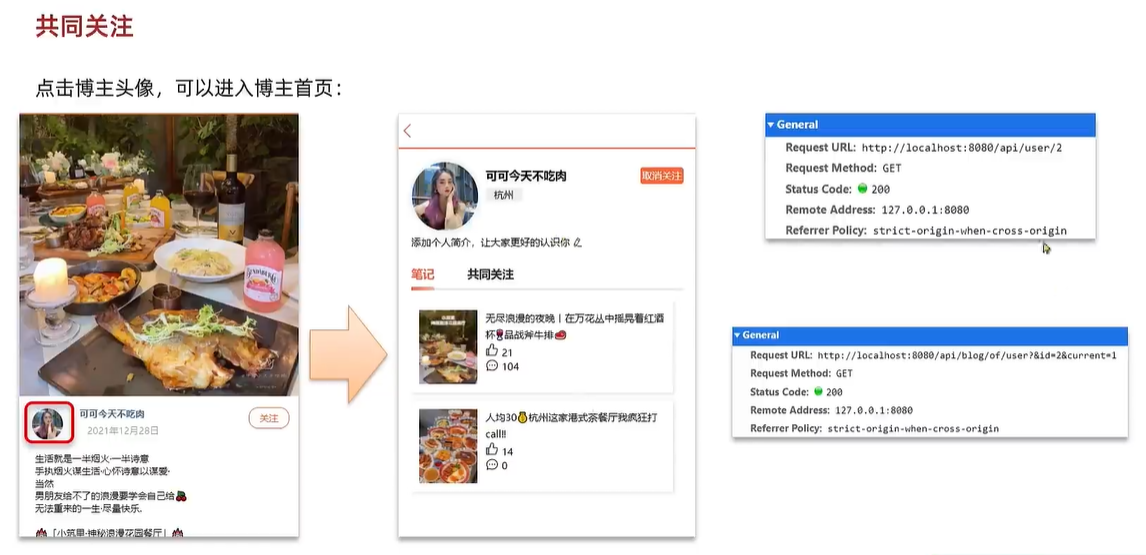 共同关注
点击博主头像，可以进入博主首页：
可可今天不吃肉
2021年12月28日
关注
生活就是一半烟火·一半诗意
手执烟火谋生活·心怀诗意以谋爱·
当然
男朋友给不了的浪漫要学会自己给🍒
无法重来的一生·尽量快乐.
🏰「小筑里·神秘浪漫花园餐厅」🏰
可可今天不吃肉
取消关注
杭州
添加个人简介，让大家更好的认识你
笔记 共同关注
无尽浪漫的夜晚丨在万花丛中摇晃着红酒
杯🍷品战斧牛排🥩
21
104
人均30💰杭州这家港式茶餐厅我疯狂打
call!!
14
0
General
Request URL: http://localhost:8080/api/user/2
Request Method: GET
Status Code: 200
Remote Address: 127.0.0.1:8080
Referrer Policy: strict-origin-when-cross-origin
General
Request URL: http://localhost:8080/api/blog/of/user?&id=2&current=1
Request Method: GET
Status Code: 200
Remote Address: 127.0.0.1:8080
Referrer Policy: strict-origin-when-cross-origin